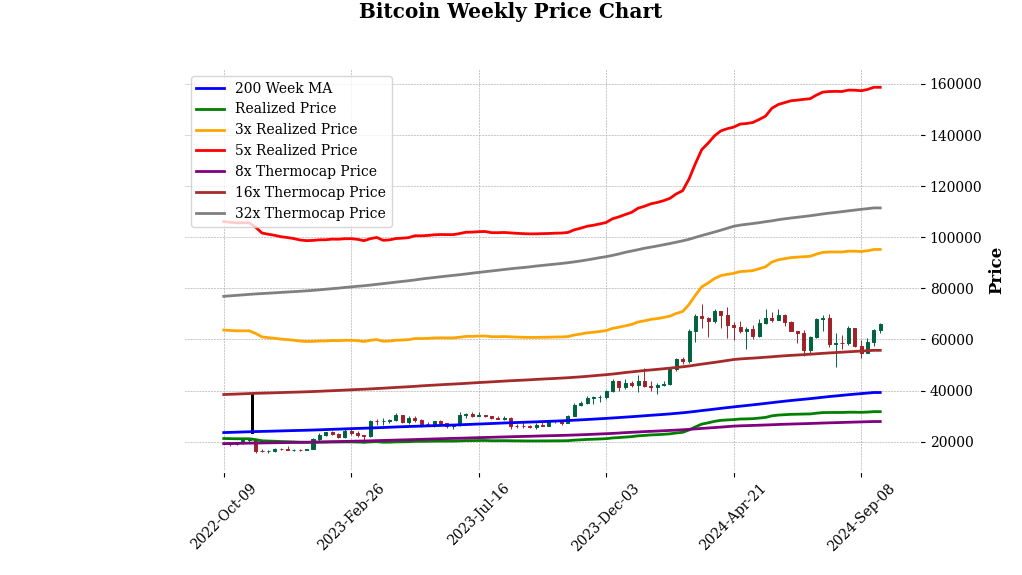 Bitcoin Weekly Price Chart
200 Week MA
Realized Price
3x Realized Price
5x Realized Price
8x Thermocap Price
16x Thermocap Price
32x Thermocap Price
160000
140000
120000
100000
80000
60000
40000
20000
Price
2022-Oct-09
2023-Feb-26
2023-Jul-16
2023-Dec-03
2024-Apr-21
2024-Sep-08